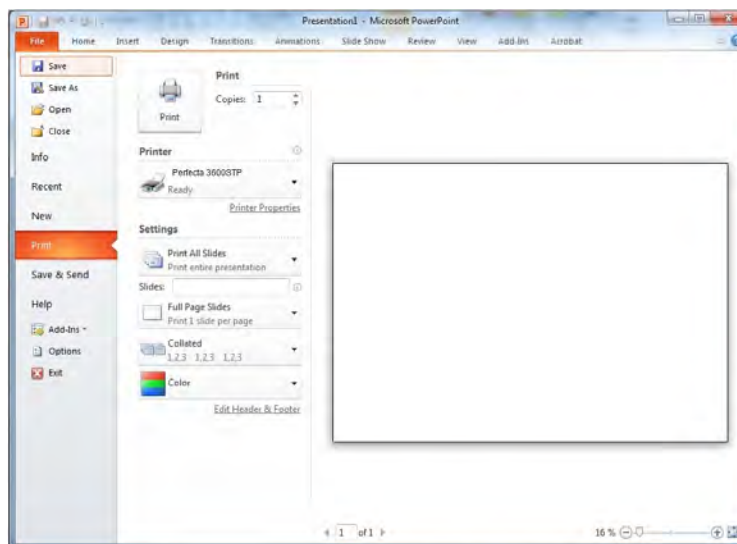 Presentation1 - Microsoft PowerPoint
File Home Insert Design Transitions Animations Slide Show Review View Add-Ins Acrobat
Save
Save As
Open
Close
Info
Recent
New
Print
Save & Send
Help
Add-Ins
Options
Exit
Print
Copies: 1
Print
Printer
Perfecta 3600STP
Ready
Printer Properties
Settings
Print All Slides
Print entire presentation
Slides:
Full Page Slides
Print 1 slide per page
Collated
1,2,3 1,2,3 1,2,3
Color
Edit Header & Footer
1 of 1
16 %